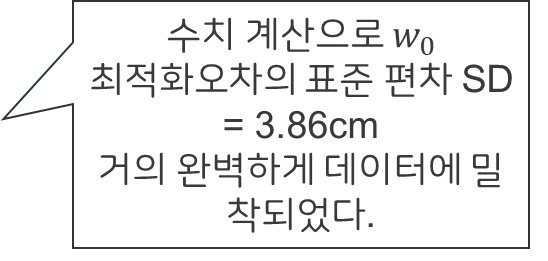 수치 계산으로 w₀
최적화오차의 표준 편차 SD
= 3.86cm
거의 완벽하게 데이터에 밀
착되었다.